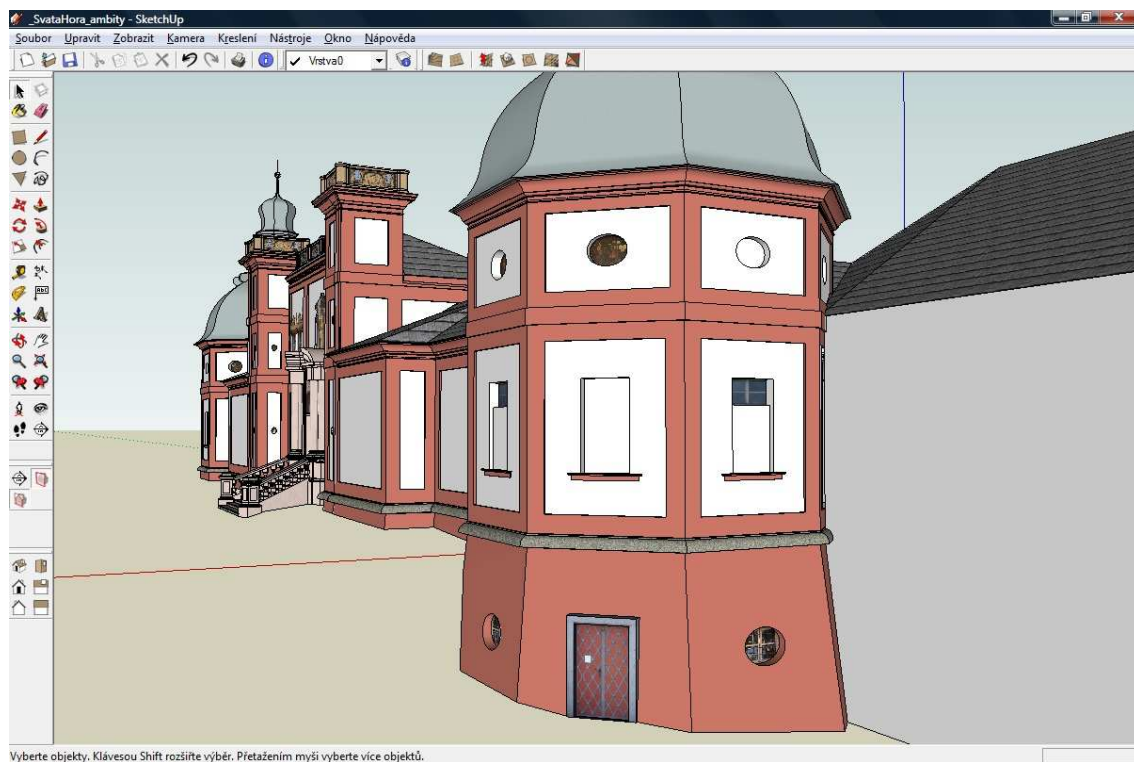 _SvataHora_ambity - SketchUp
Soubor Upravit Zobrazit Kamera Kreslení Nástroje Okno Nápověda
Vrstva0
Vyberte objekty. Klávesou Shift rozšiřte výběr. Přetažením myši vyberte více objektů.